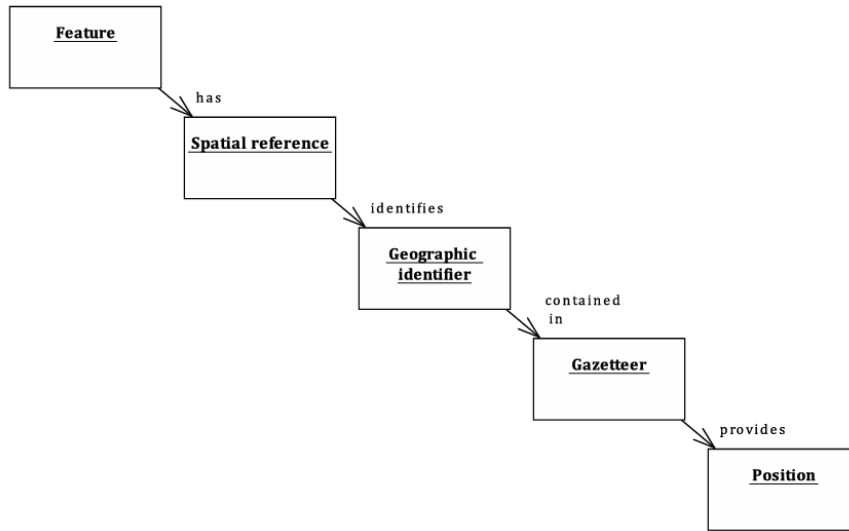 Feature
has
Spatial reference
identifies
Geographic
identifier
contained
in
Gazetteer
provides
Position